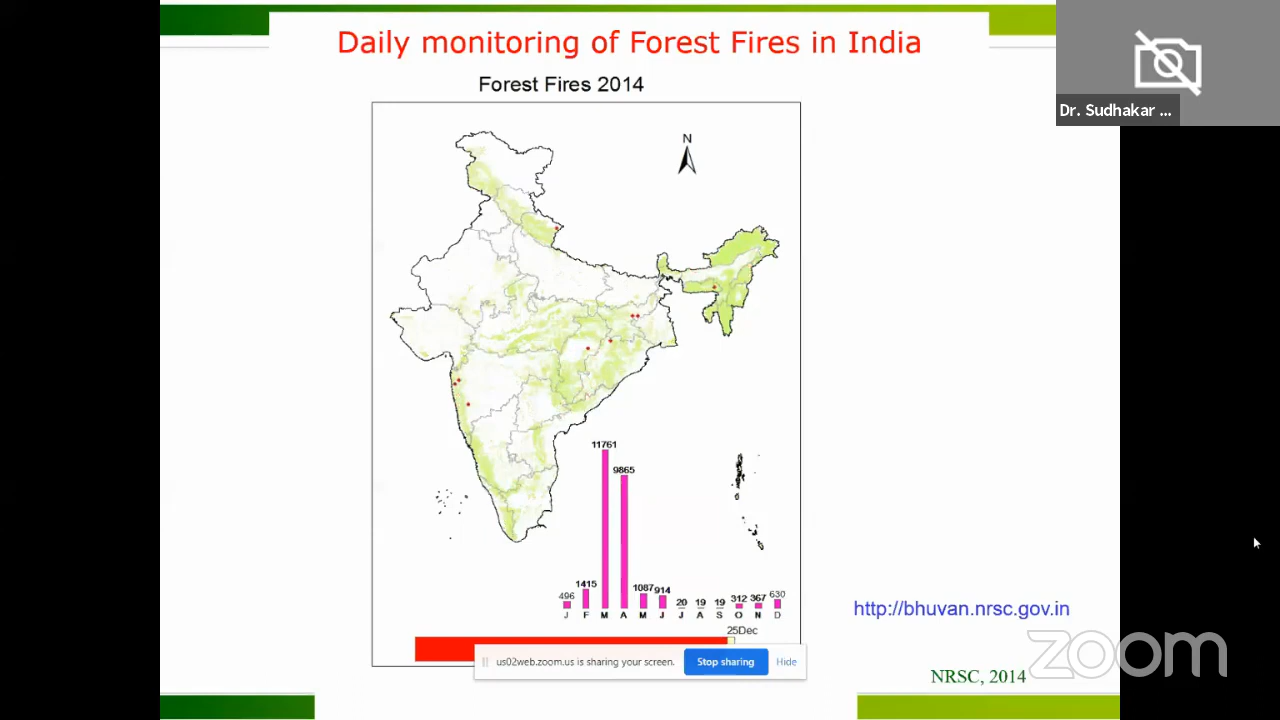 Daily monitoring of Forest Fires in India
Dr. Sudhakar ...
Forest Fires 2014
N
11761
9865
496 1415 1087 914 20 19 19 312 367 630
J F M A M J J A S O N D
http://bhuvan.nrsc.gov.in
25Dec
zoom
us02web.zoom.us is sharing your screen. Stop sharing Hide
NRSC, 2014